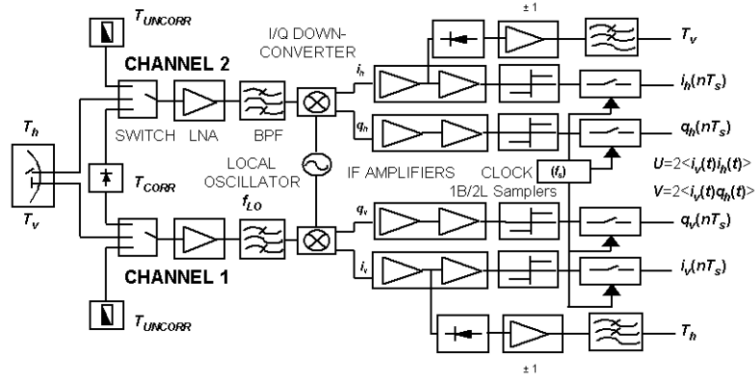 ± 1
T_UNCORR
I/Q DOWN-
CONVERTER
T_v
CHANNEL 2
i_h
i_h(nT_s)
T_h
q_h
q_h(nT_s)
SWITCH LNA BPF
LOCAL
OSCILLATOR
IF AMPLIFIERS
CLOCK
(f_s)
U=2<i_v(t)i_h(t)>
T_CORR
1B/2L Samplers
V=2<i_v(t)q_h(t)>
f_LO
T_v
q_v
q_v(nT_s)
CHANNEL 1
i_v
i_v(nT_s)
T_UNCORR
T_h
± 1